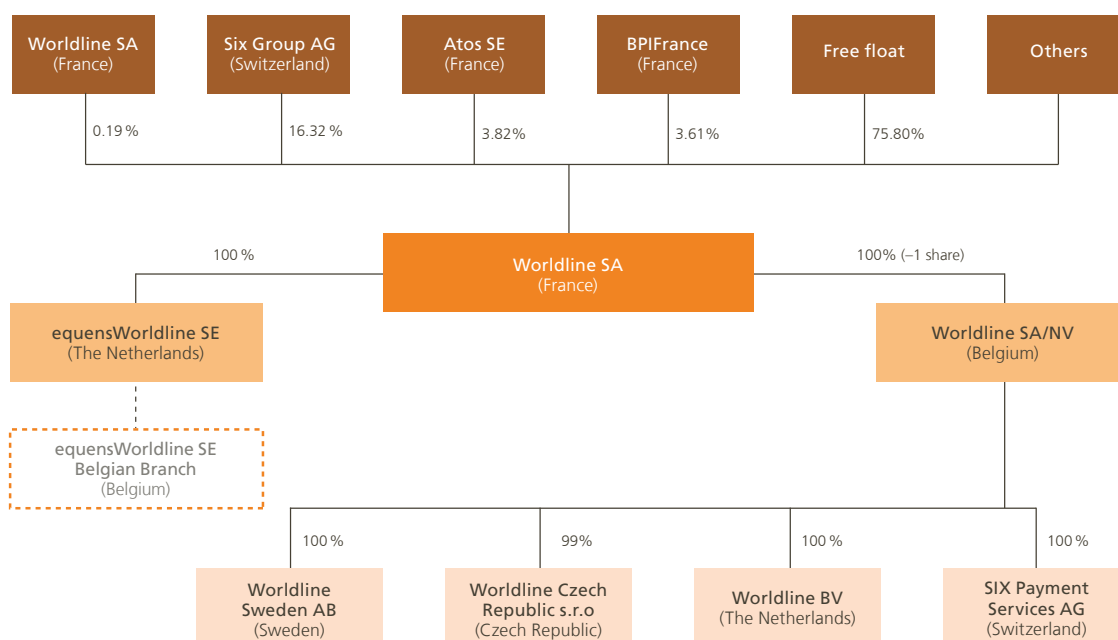 Worldline SA
(France)
Six Group AG
(Switzerland)
Atos SE
(France)
BPIFrance
(France)
Free float
Others
0.19 %
16.32 %
3.82%
3.61%
75.80%
100 %
Worldline SA
(France)
100% (–1 share)
equensWorldline SE
(The Netherlands)
Worldline SA/NV
(Belgium)
equensWorldline SE
Belgian Branch
(Belgium)
100 %
99%
100 %
100 %
Worldline
Sweden AB
(Sweden)
Worldline Czech
Republic s.r.o
(Czech Republic)
Worldline BV
(The Netherlands)
SIX Payment
Services AG
(Switzerland)